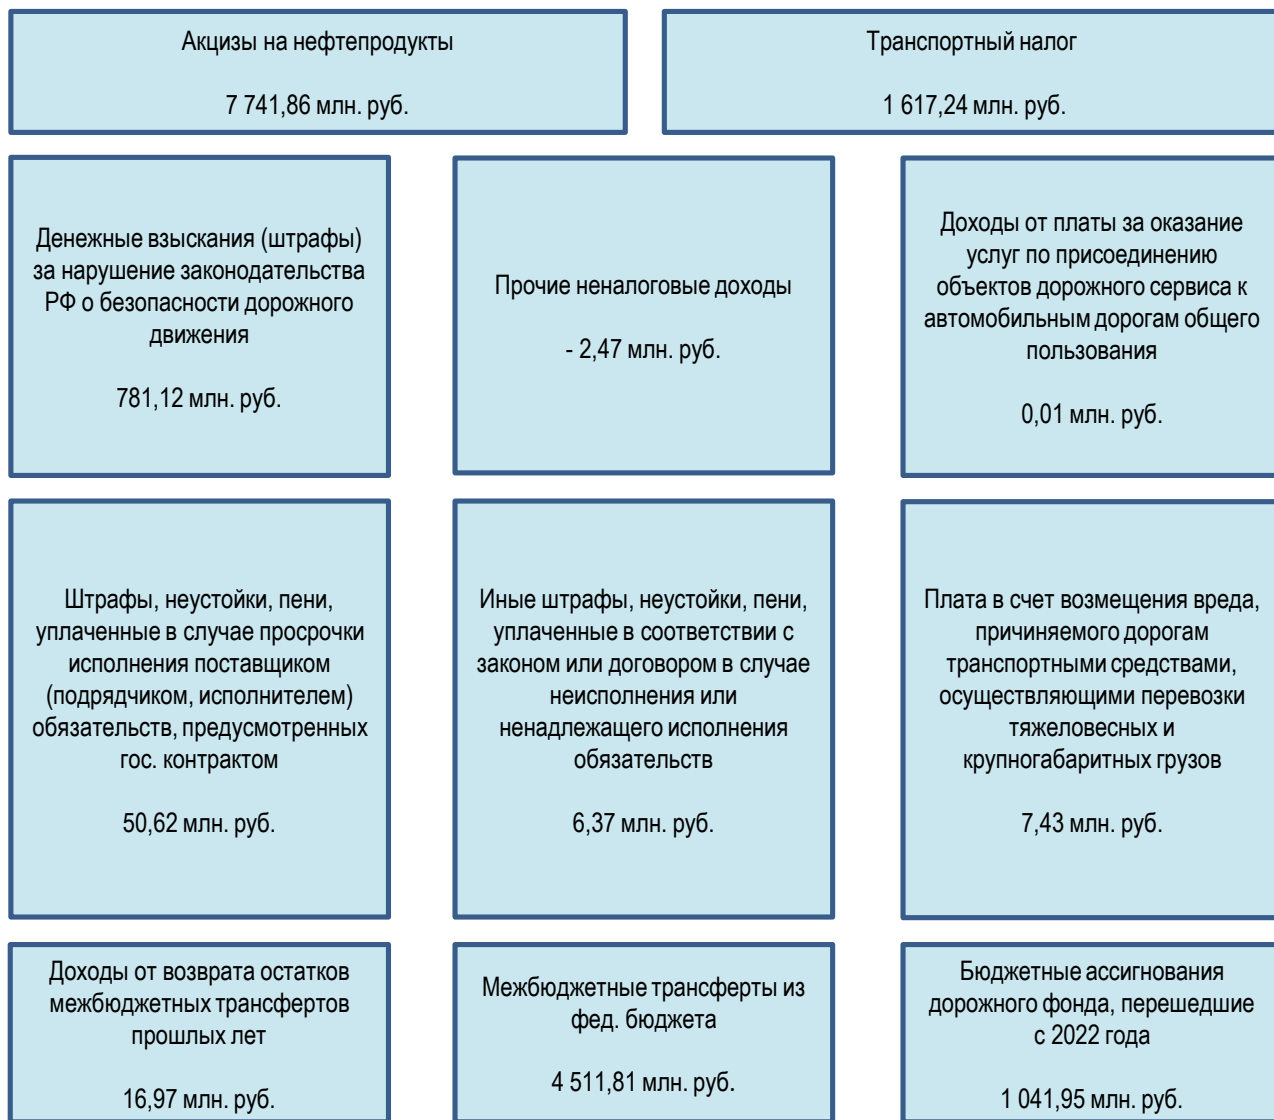 Акцизы на нефтепродукты
7 741,86 млн. руб.
Транспортный налог
1 617,24 млн. руб.
Денежные взыскания (штрафы)
за нарушение законодательства
РФ о безопасности дорожного
движения
781,12 млн. руб.
Прочие неналоговые доходы
- 2,47 млн. руб.
Доходы от платы за оказание
услуг по присоединению
объектов дорожного сервиса к
автомобильным дорогам общего
пользования
0,01 млн. руб.
Штрафы, неустойки, пени,
уплаченные в случае просрочки
исполнения поставщиком
(подрядчиком, исполнителем)
обязательств, предусмотренных
гос. контрактом
50,62 млн. руб.
Иные штрафы, неустойки, пени,
уплаченные в соответствии с
законом или договором в случае
неисполнения или
ненадлежащего исполнения
обязательств
6,37 млн. руб.
Плата в счет возмещения вреда,
причиняемого дорогам
транспортными средствами,
осуществляющими перевозки
тяжеловесных и
крупногабаритных грузов
7,43 млн. руб.
Доходы от возврата остатков
межбюджетных трансфертов
прошлых лет
16,97 млн. руб.
Межбюджетные трансферты из
фед. бюджета
4 511,81 млн. руб.
Бюджетные ассигнования
дорожного фонда, перешедшие
с 2022 года
1 041,95 млн. руб.